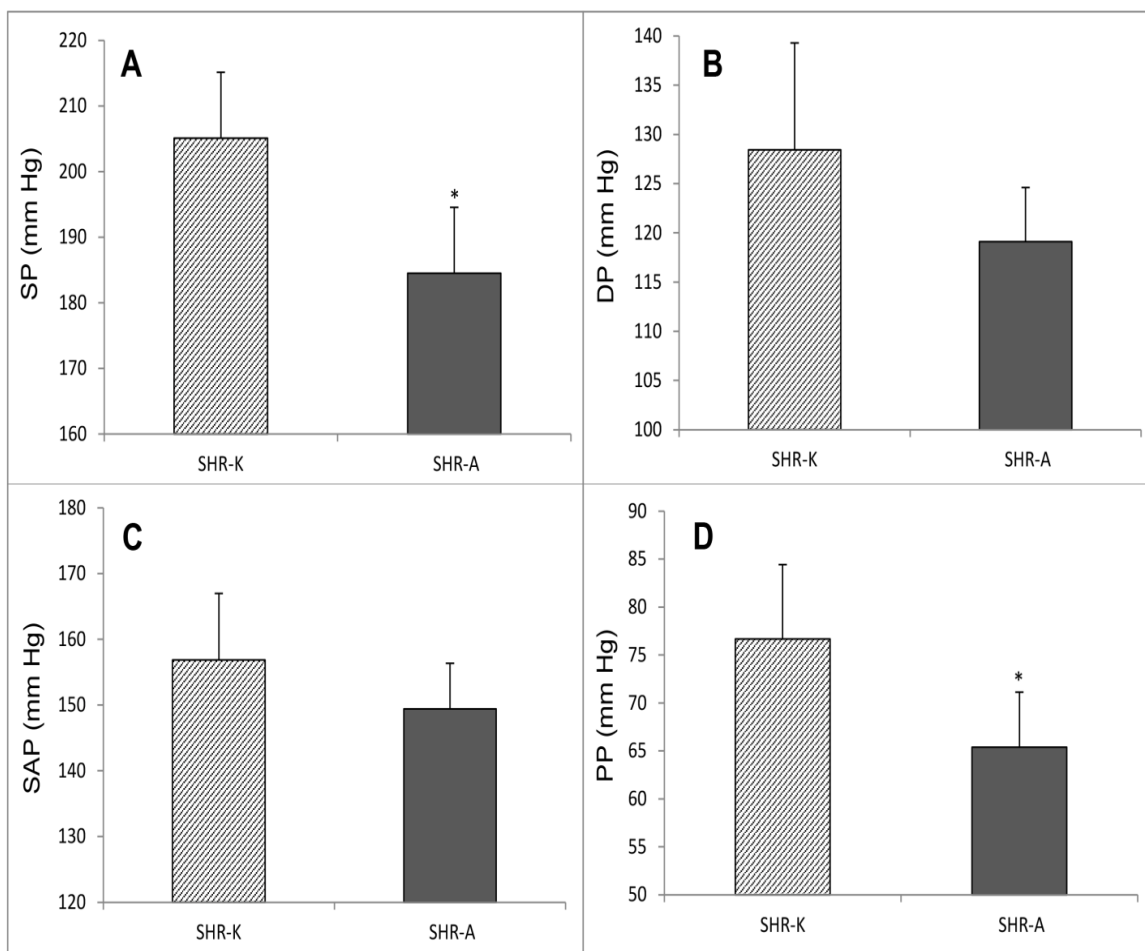 A
SP (mm Hg)
220
210
200
190
180
170
160
*
SHR-K SHR-A
B
DP (mm Hg)
140
135
130
125
120
115
110
105
100
SHR-K SHR-A
C
SAP (mm Hg)
180
170
160
150
140
130
120
SHR-K SHR-A
D
PP (mm Hg)
90
85
80
75
70
65
60
55
50
*
SHR-K SHR-A